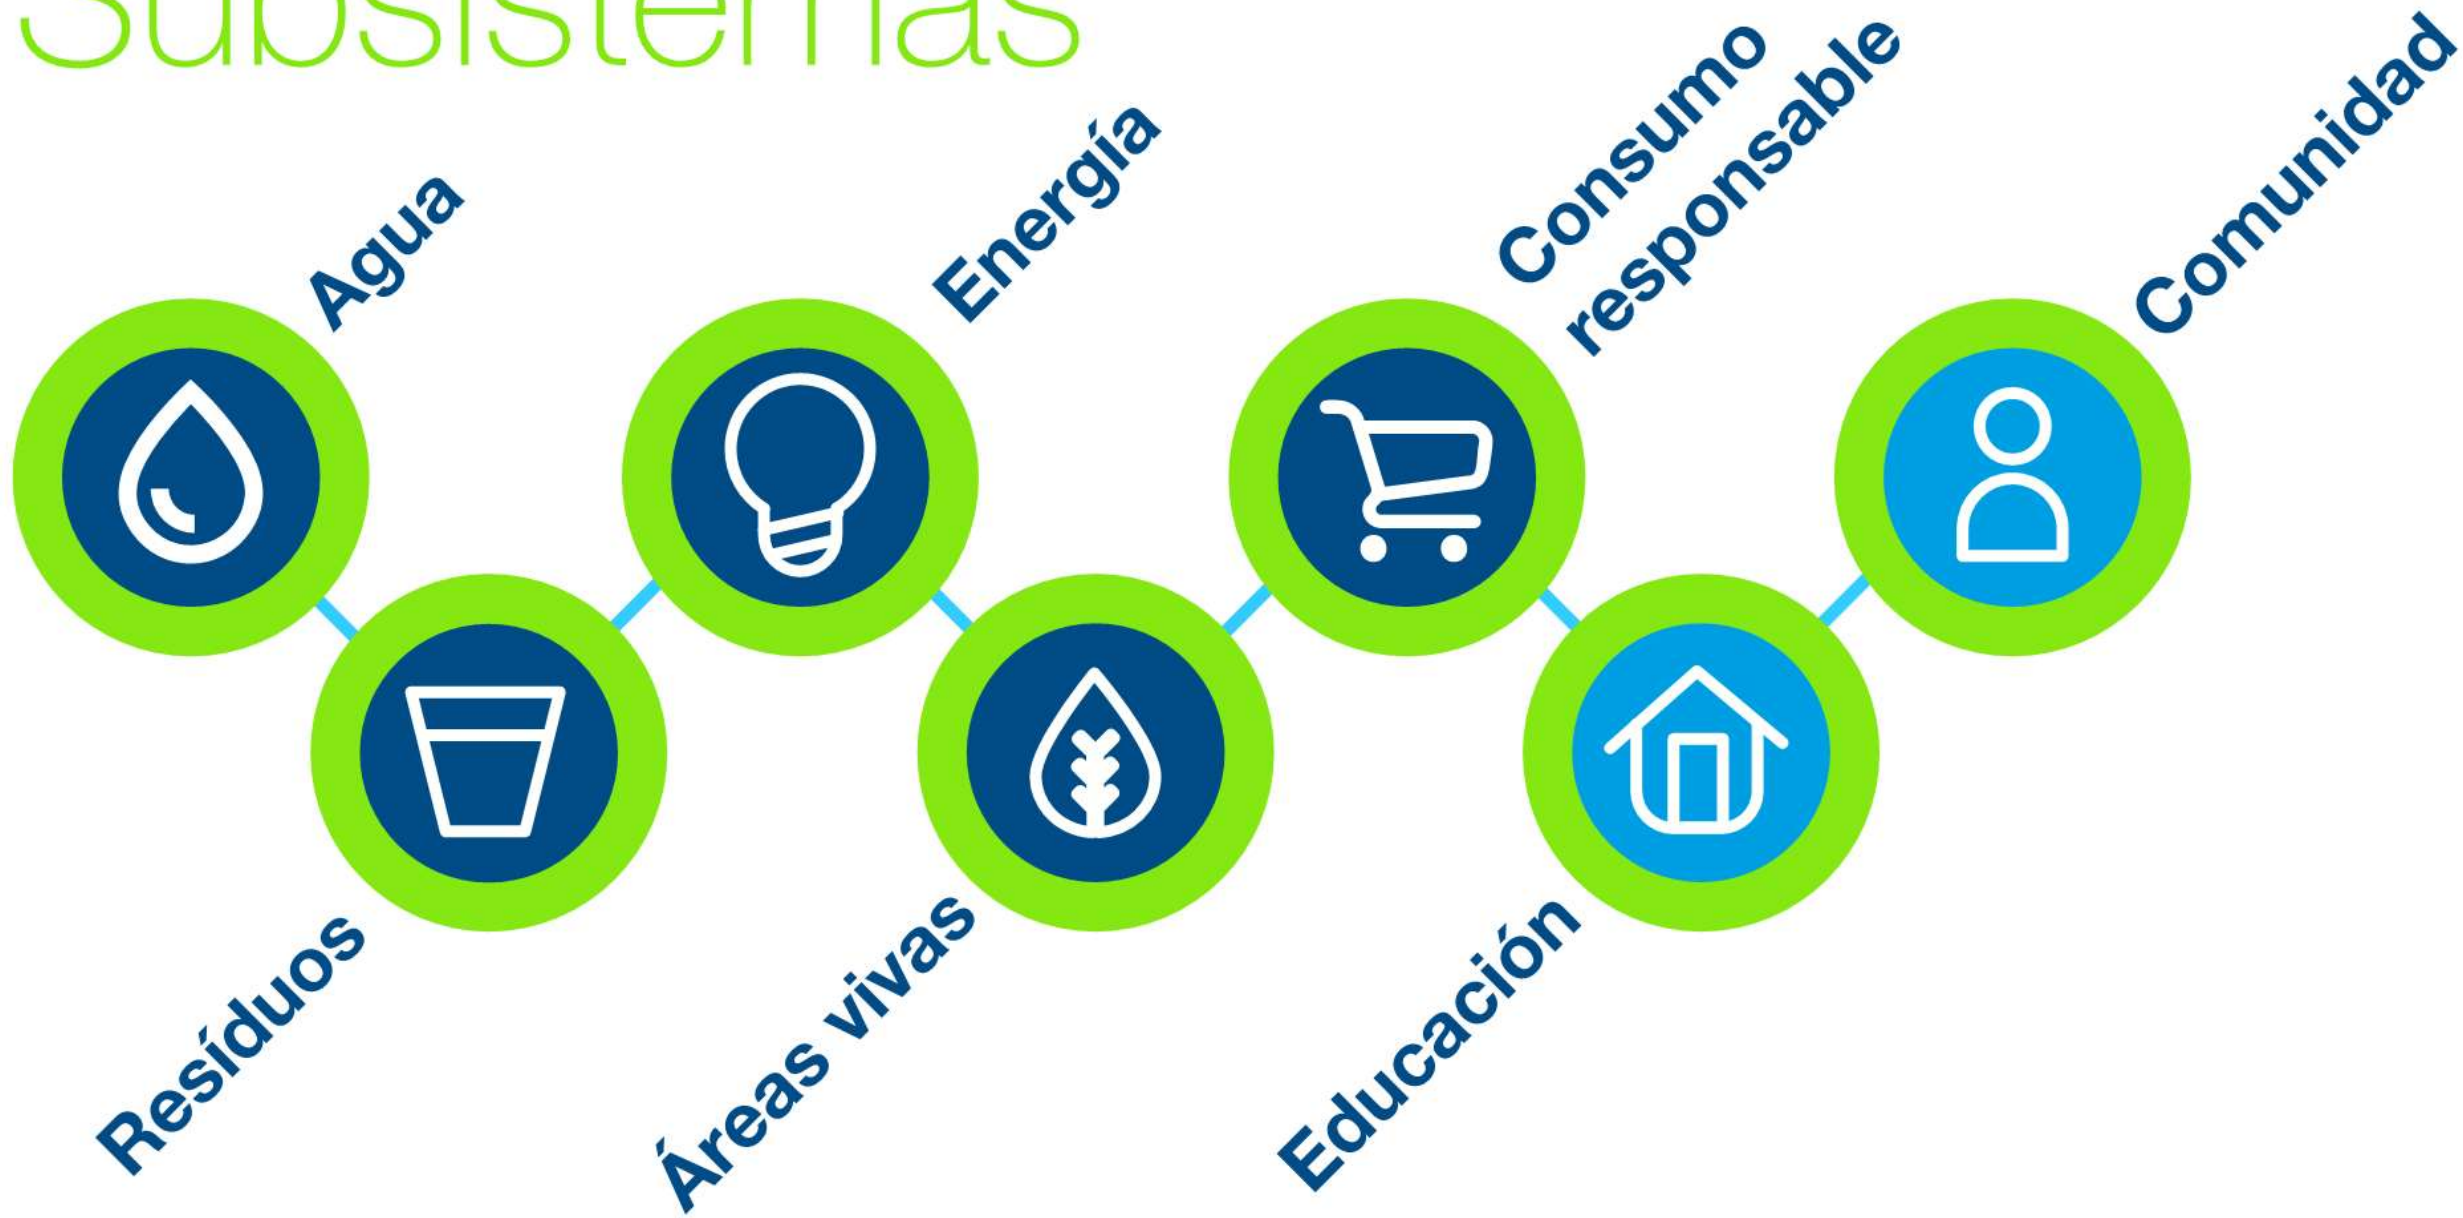 Subsistemas
Agua
Energía
Consumo
responsable
Comunidad
Resíduos
Áreas vivas
Educación